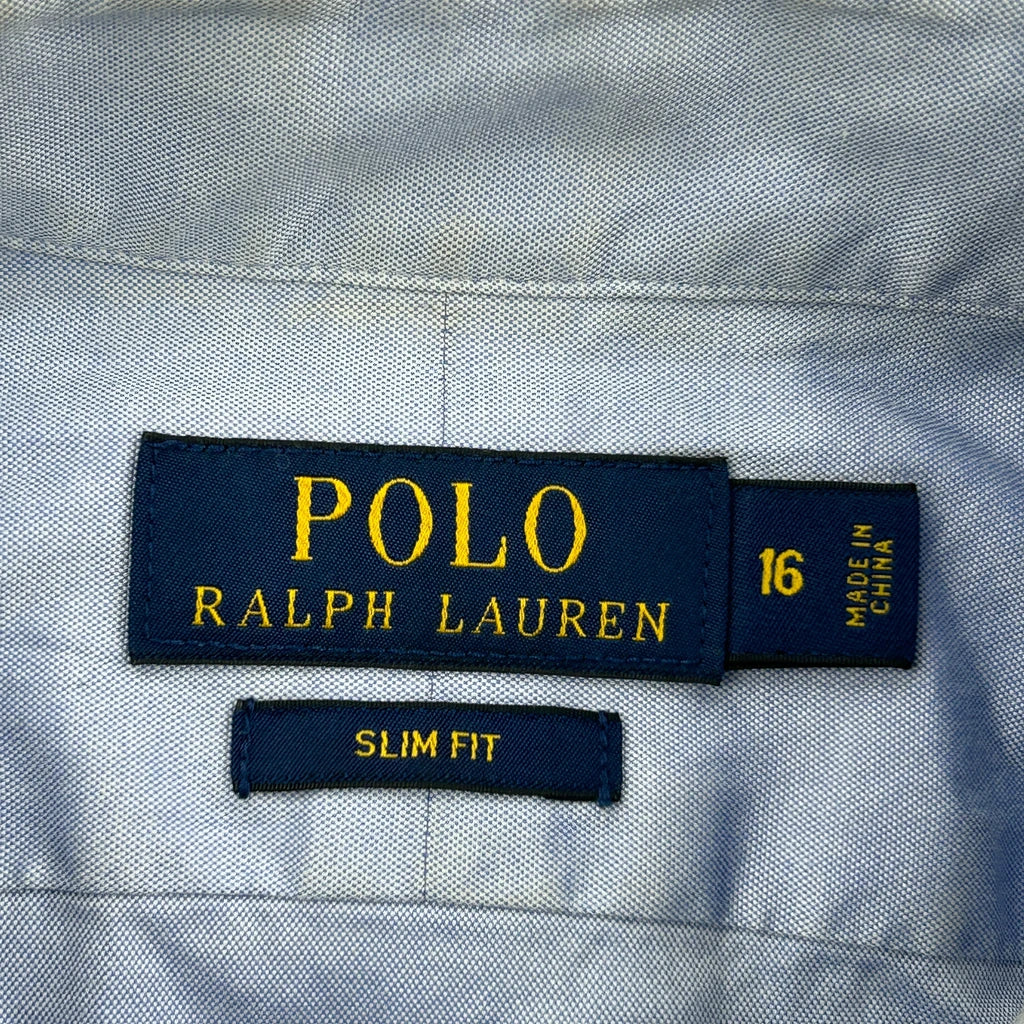 POLO
RALPH LAUREN
16
MADE IN
CHINA
SLIM FIT